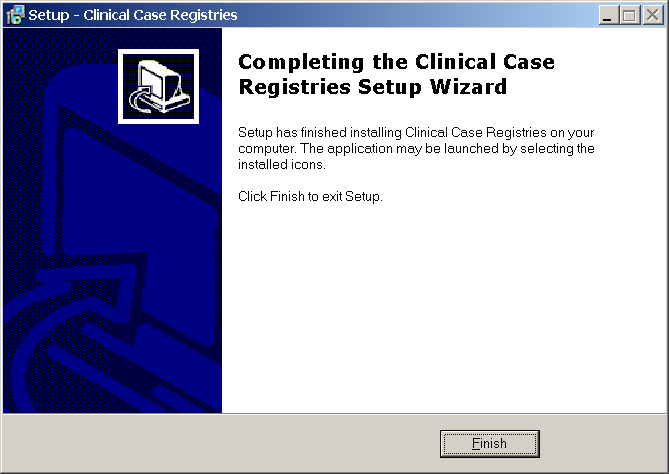 Setup - Clinical Case Registries
Completing the Clinical Case
Registries Setup Wizard
Setup has finished installing Clinical Case Registries on your
computer. The application may be launched by selecting the
installed icons.
Click Finish to exit Setup.
Finish